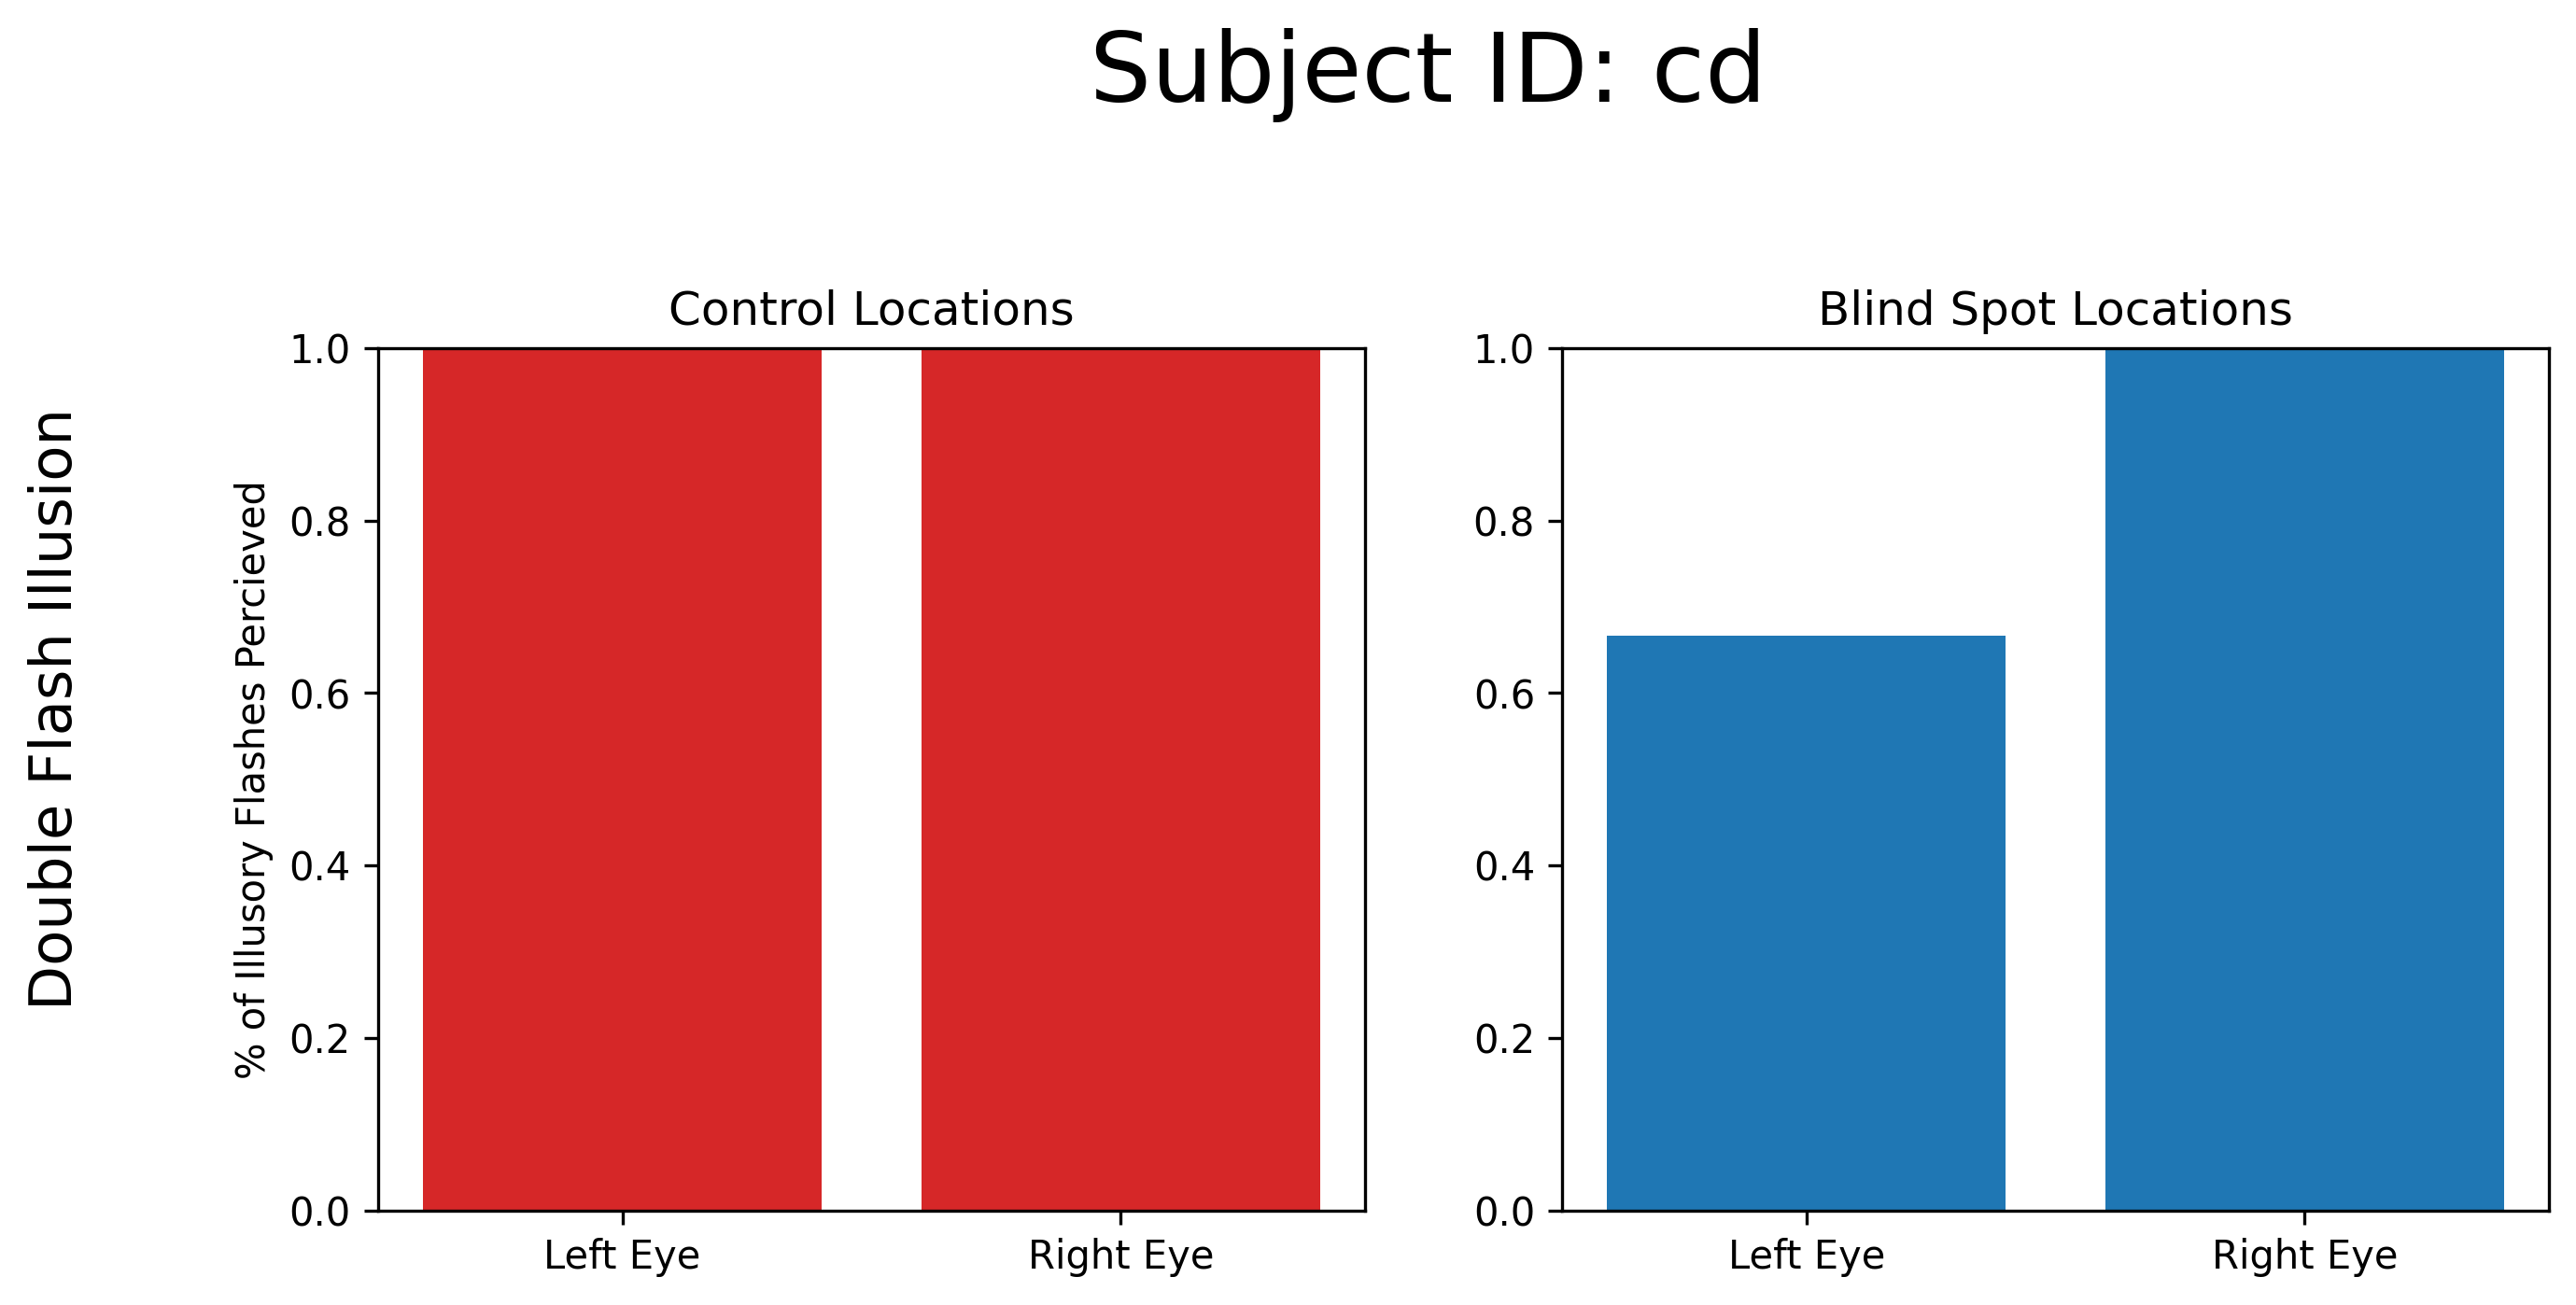 Subject ID: cd
Double Flash Illusion
Control Locations
% of Illusory Flashes Percieved
1.0
0.8
0.6
0.4
0.2
0.0
Left Eye Right Eye
Blind Spot Locations
1.0
0.8
0.6
0.4
0.2
0.0
Left Eye Right Eye